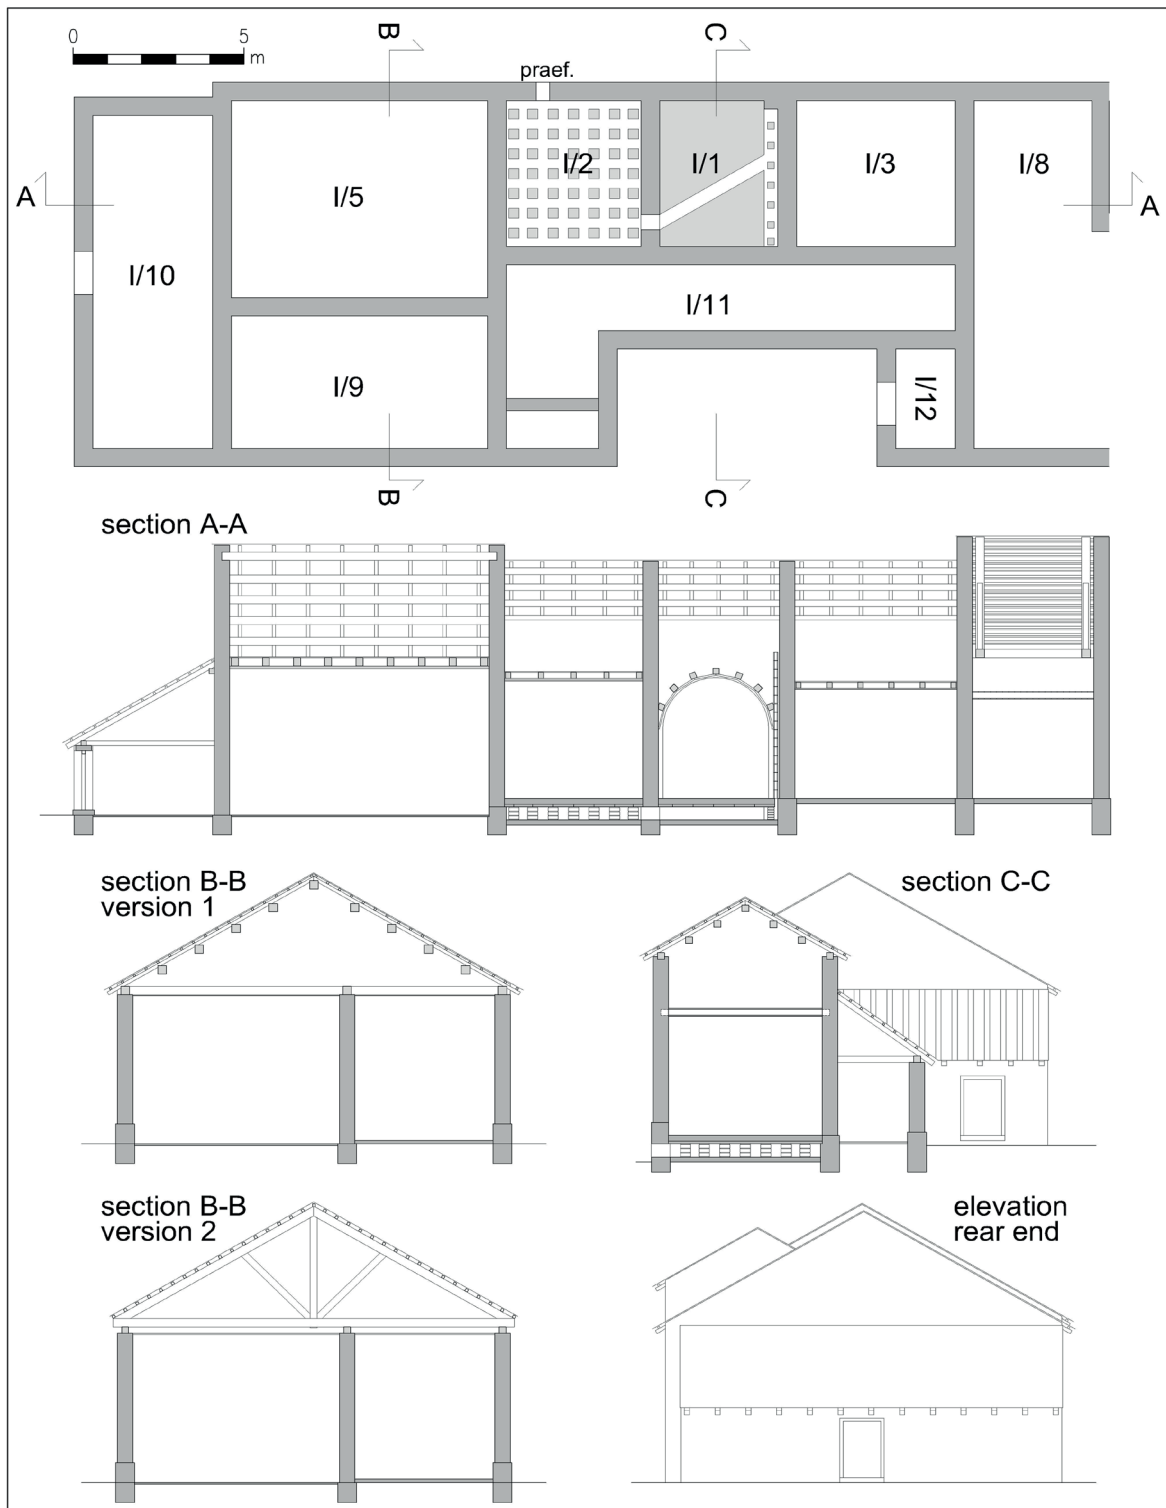 0 5
m
B C
praef.
A I/10 I/5 I/2 I/1 I/3 I/8 A
I/11
I/9 I/12
B C
section A-A
section B-B
version 1
section C-C
section B-B
version 2
elevation
rear end